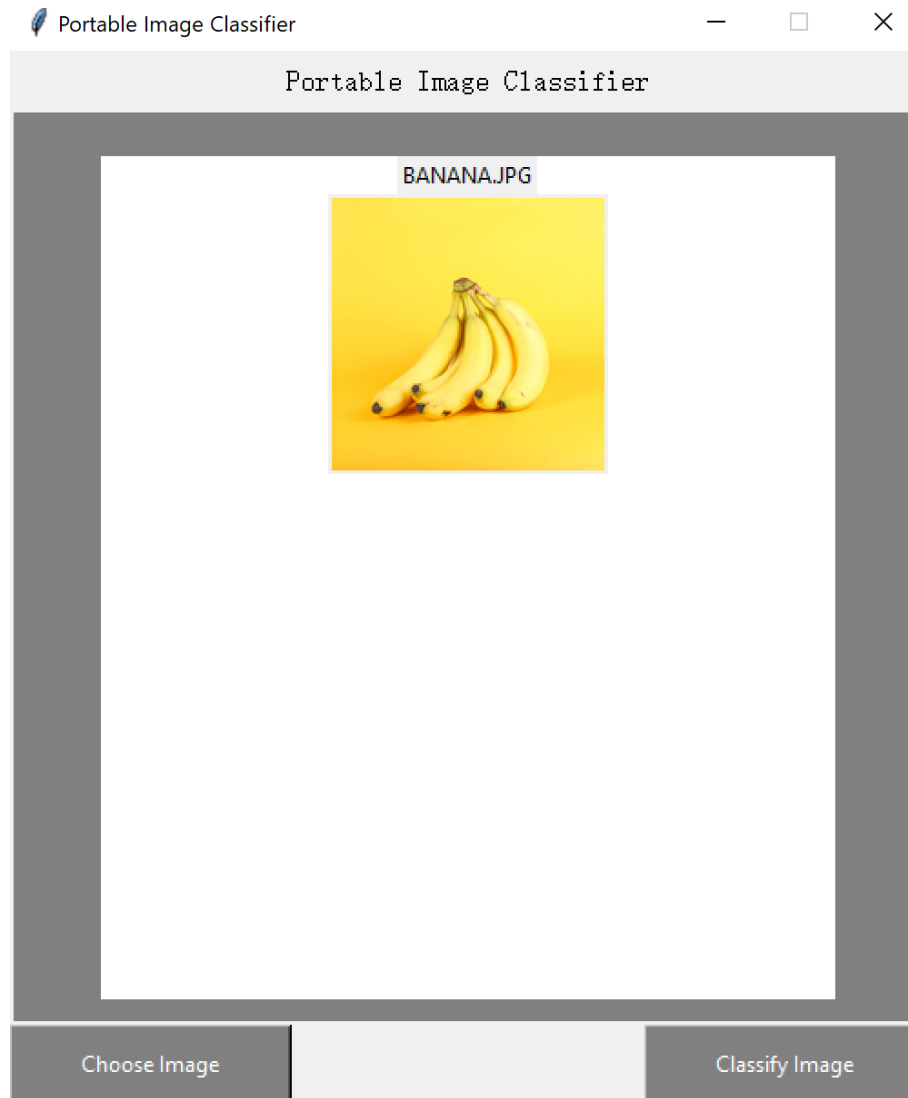 Portable Image Classifier
Portable Image Classifier
BANANA.JPG
Choose Image
Classify Image